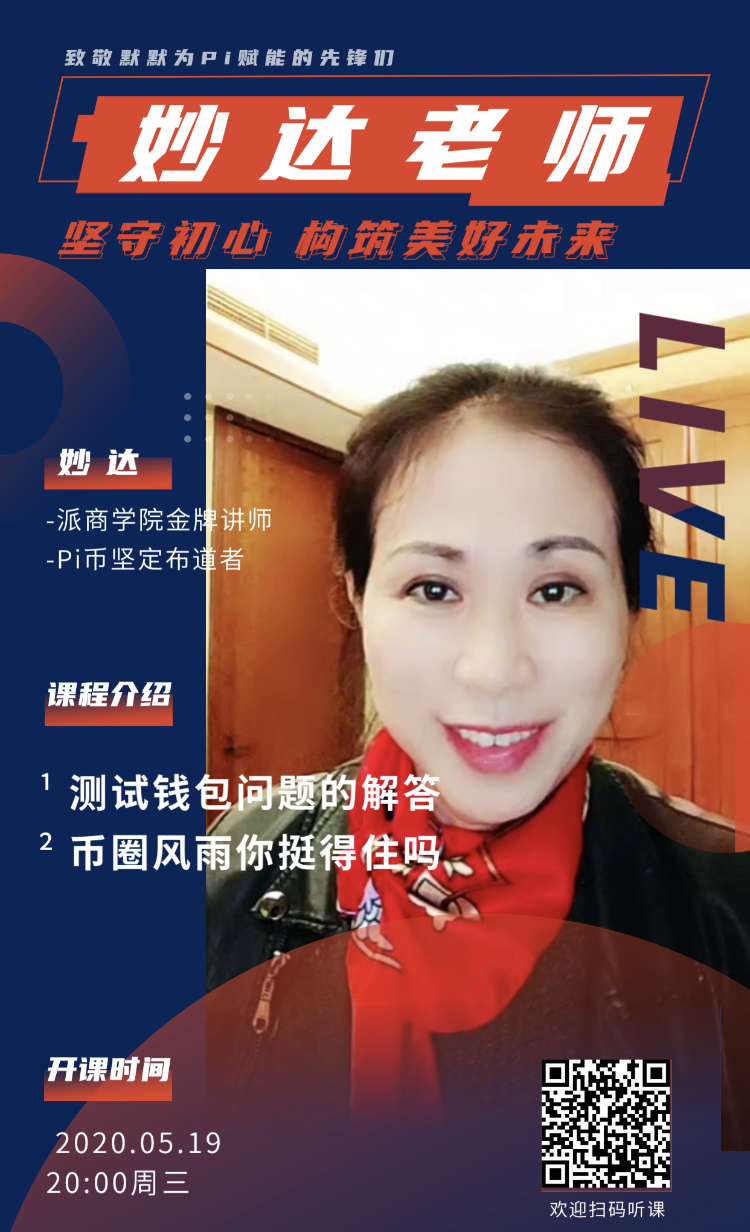 致敬默默为Pi赋能的先锋们
妙达老师
坚守初心 构筑美好未来
LIVE
妙达
-派商学院金牌讲师
-Pi币坚定布道者
课程介绍
1 测试钱包问题的解答
2 币圈风雨你挺得住吗
开课时间
2020.05.19
20:00周三
欢迎扫码听课